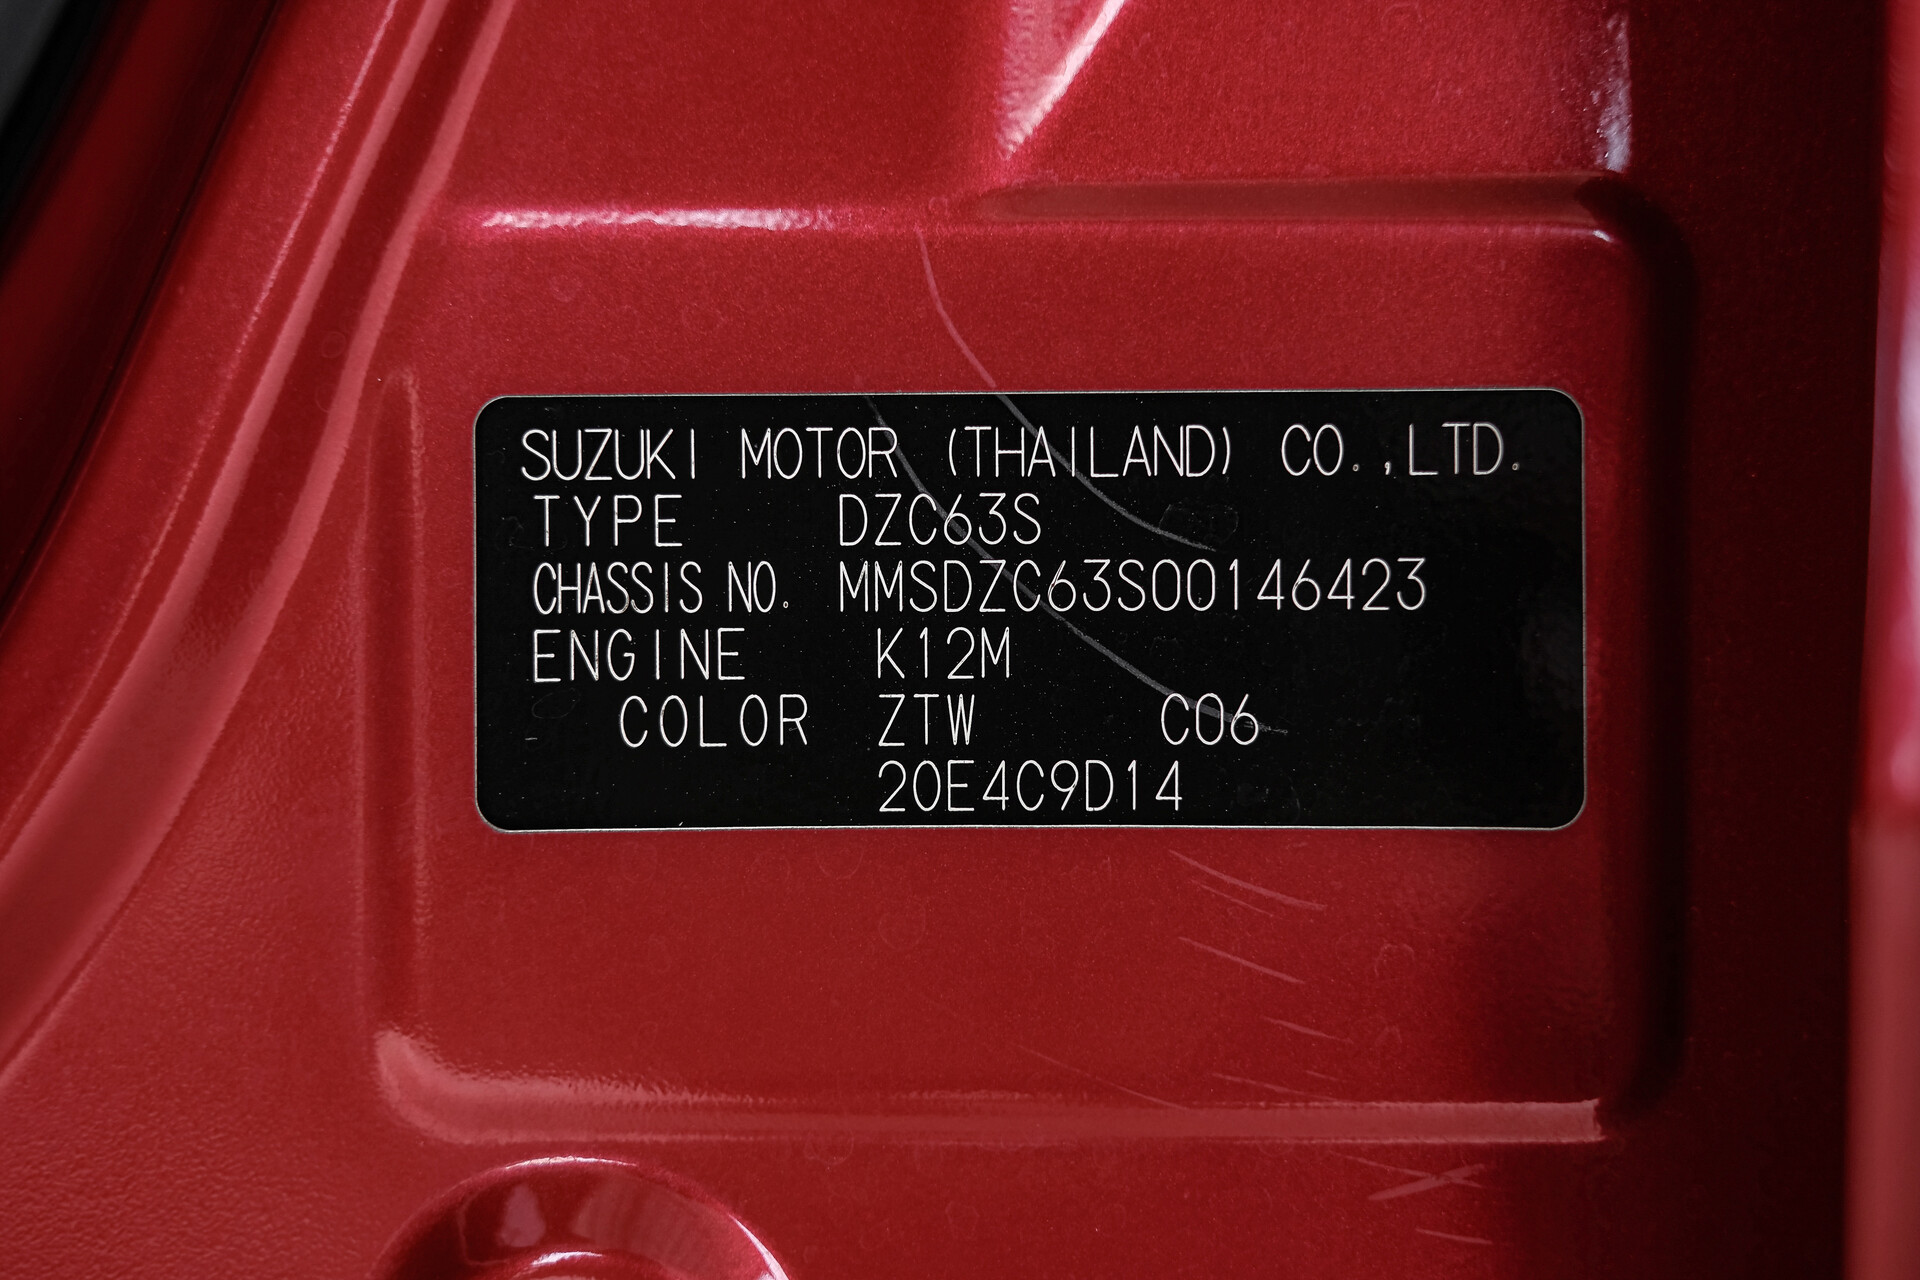 SUZUKI MOTOR (THAILAND) CO.,LTD.
TYPE DZC63S
CHASSIS NO. MMSDZC63S00146423
ENGINE K12M
COLOR ZTW C06
20E4C9D14